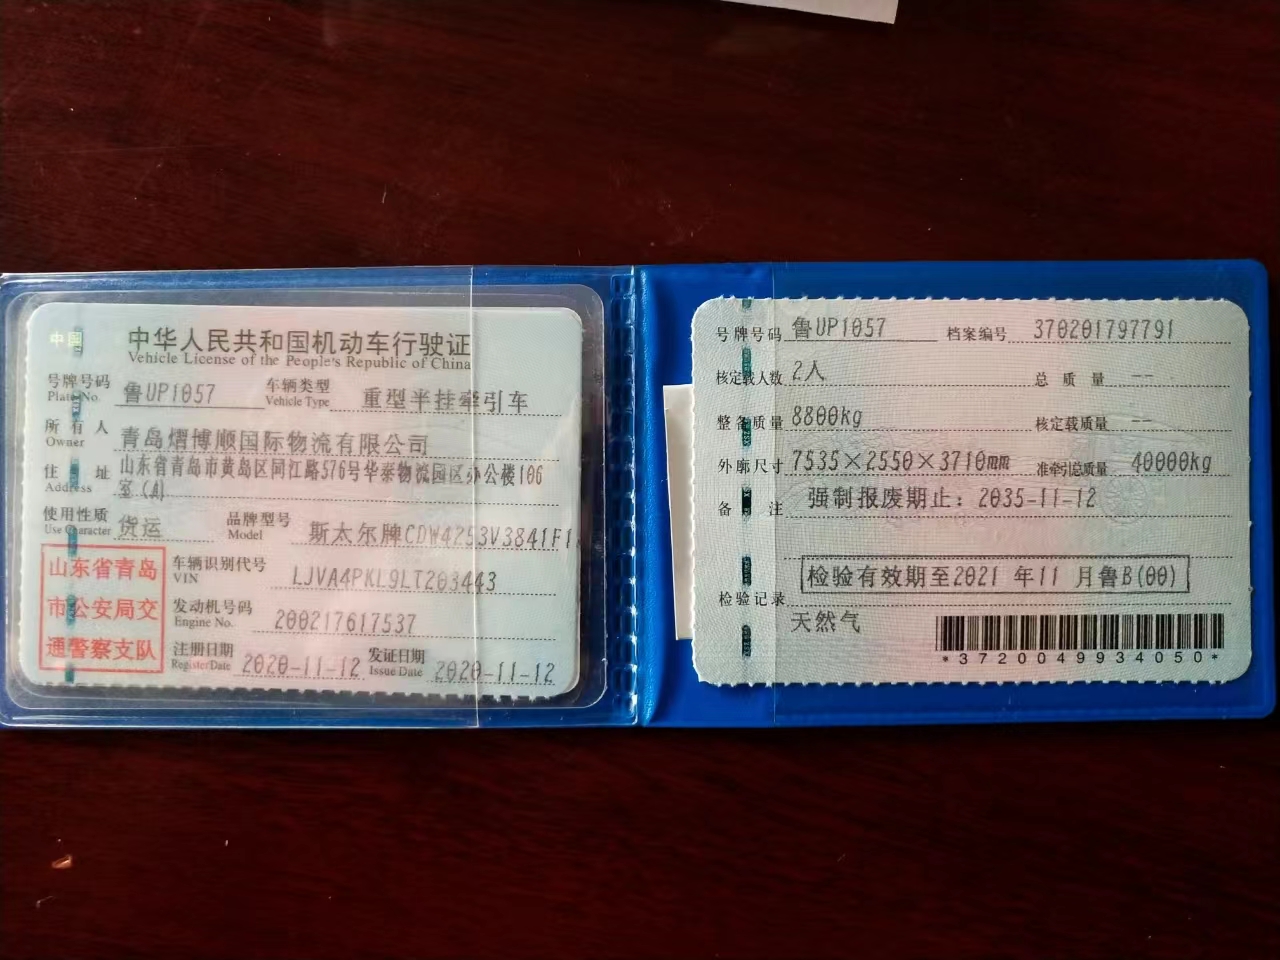 中国
中华人民共和国机动车行驶证
Vehicle License of the People's Republic of China
号牌号码 鲁UP1057 车辆类型 重型半挂牵引车
Plate No. Vehicle Type
所有人 青岛熠博顺国际物流有限公司
Owner
住址 山东省青岛市黄岛区同江路576号华泰物流园区办公楼106
Address 室(A)
使用性质 货运 品牌型号 斯太尔牌CDW4253V3841F1
Use Character Model
山东省青岛
市公安局交
通警察支队
车辆识别代号 LJVA4PKL9LT203443
VIN
发动机号码 200217617537
Engine No.
注册日期 2020-11-12 发证日期 2020-11-12
Register Date Issue Date
号牌号码 鲁UP1057 档案编号 370201797791
核定载人数 2人 总质量 --
整备质量 8800kg 核定载质量 --
外廓尺寸 7535×2550×3710mm 准牵引总质量 40000kg
备注 强制报废期止：2035-11-12
检验有效期至2021 年11 月鲁B(00)
检验记录
天然气
*3720049934050*